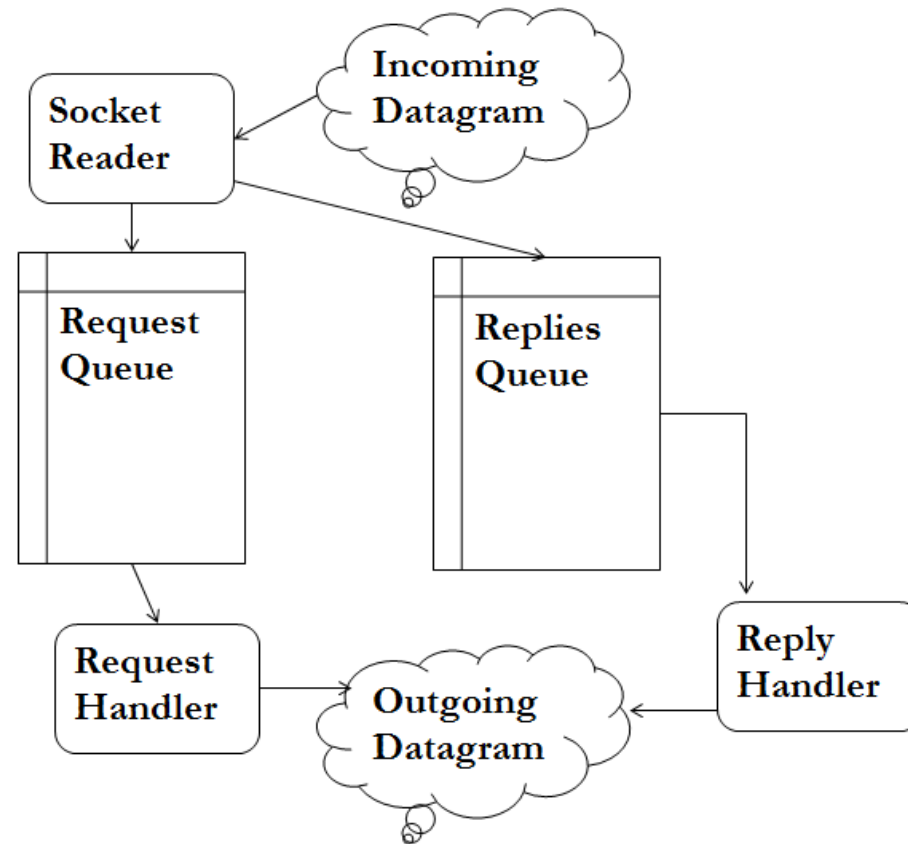 Incoming
Datagram
Socket
Reader
Request
Queue
Replies
Queue
Request
Handler
Outgoing
Datagram
Reply
Handler